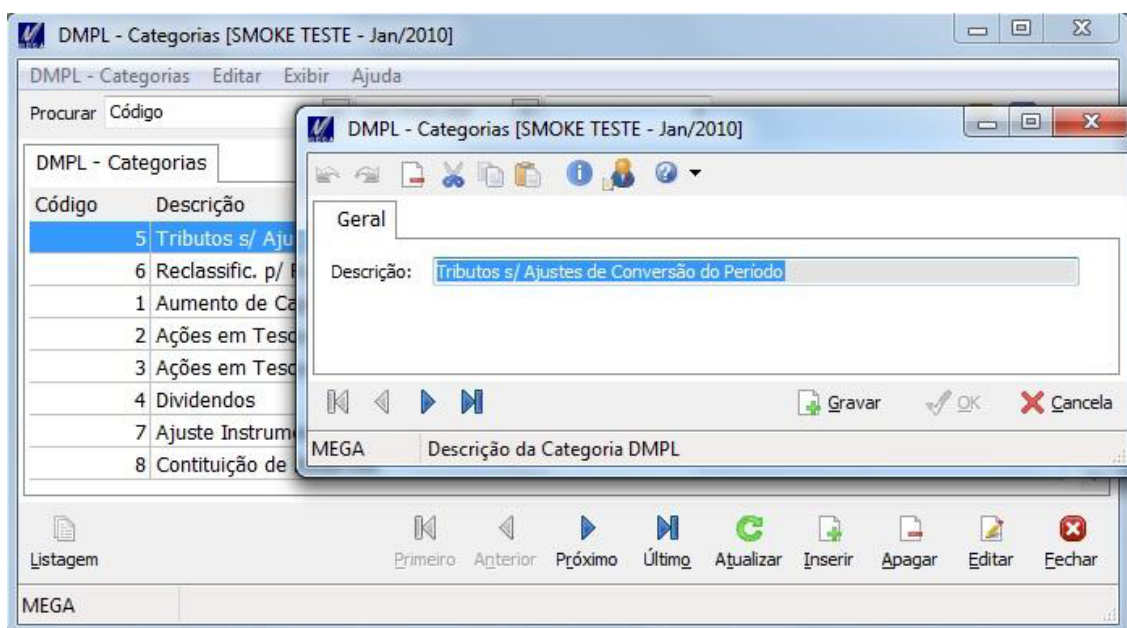 DMPL - Categorias [SMOKE TESTE - Jan/2010]
DMPL - Categorias Editar Exibir Ajuda
Procurar Código
DMPL - Categorias
Código Descrição
5 Tributos s/ Aju
6 Reclassific. p/
1 Aumento de Ca
2 Ações em Teso
3 Ações em Teso
4 Dividendos
7 Ajuste Instrume
8 Contituição de
DMPL - Categorias [SMOKE TESTE - Jan/2010]
Geral
Descrição: Tributos s/ Ajustes de Conversão do Período
Gravar OK Cancela
MEGA Descrição da Categoria DMPL
Listagem Primeiro Anterior Próximo Último Atualizar Inserir Apagar Editar Fechar
MEGA